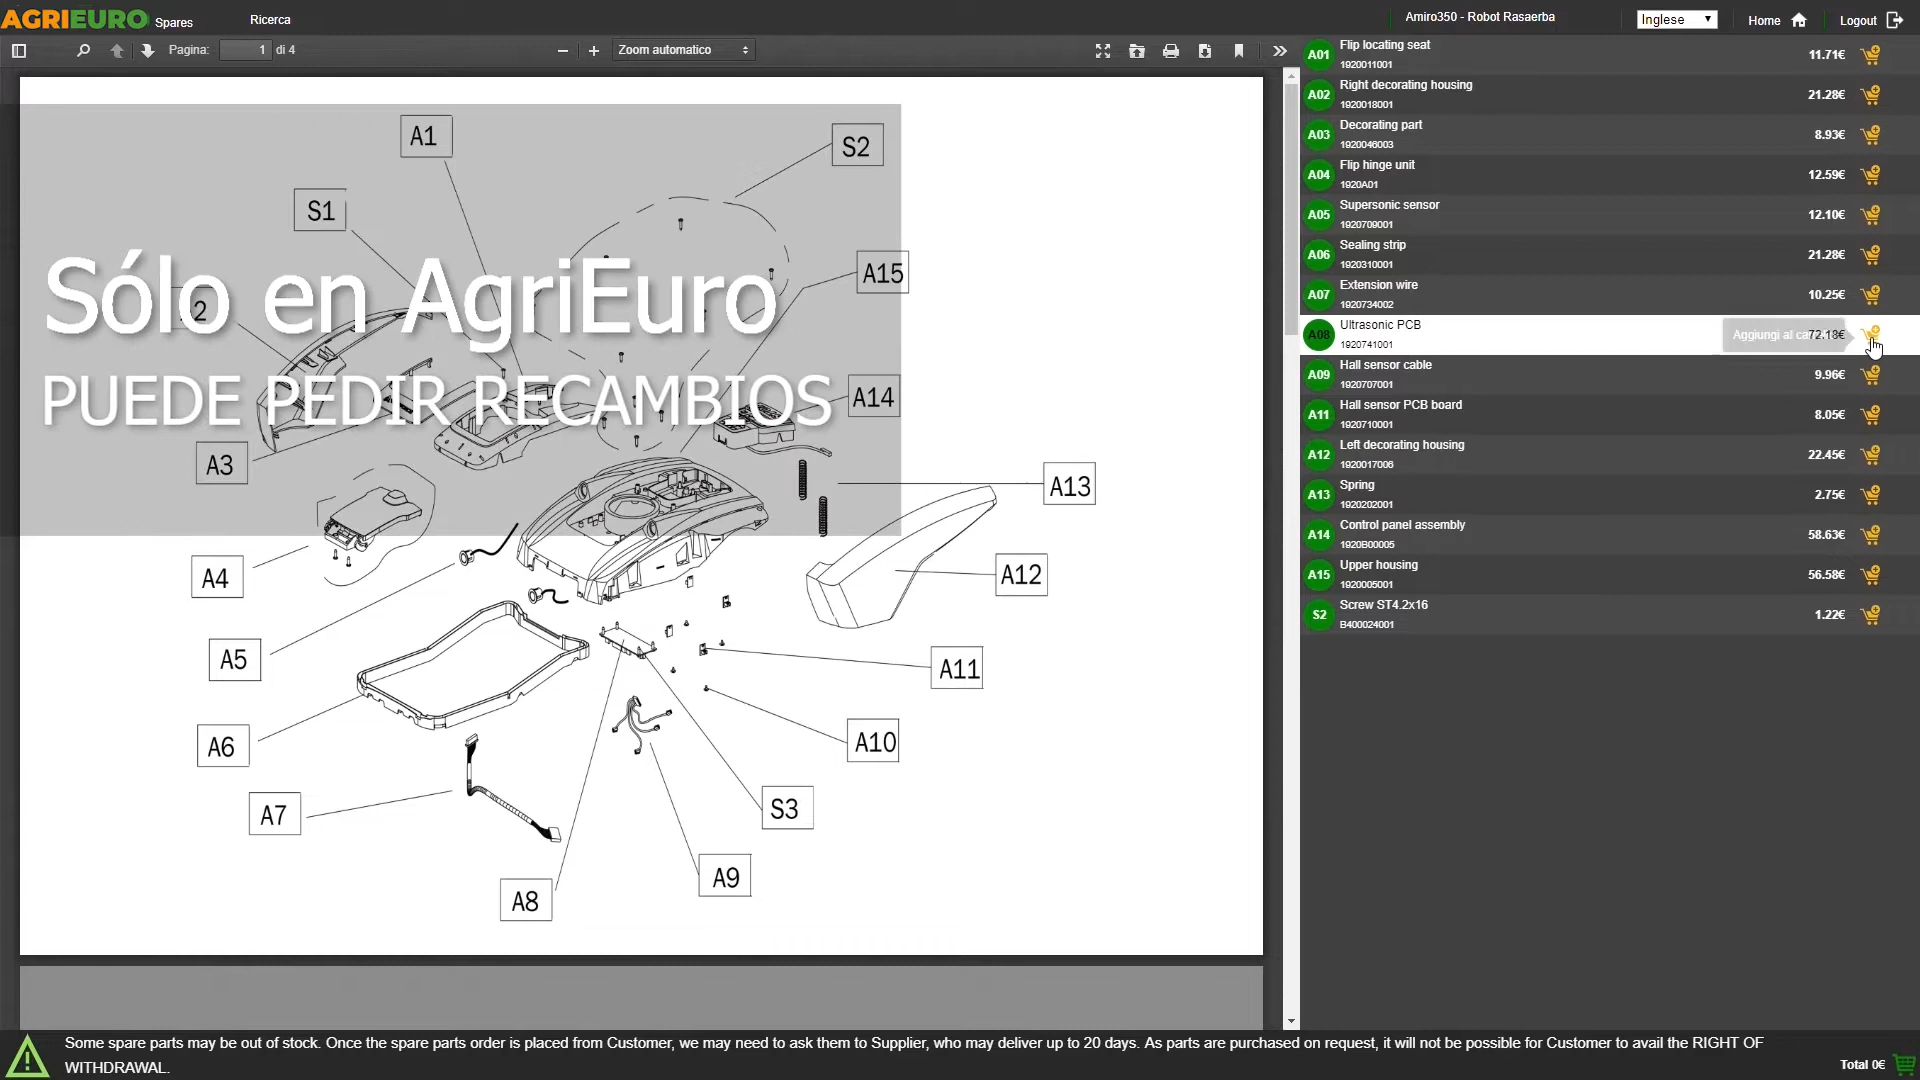 AGRIEURO Spares
Ricerca
Amiro350 - Robot Rasaerba
Inglese
Home
Logout
Pagina: 1 di 4
Zoom automatico
A1
S2
S1
A15
2
Sólo en AgriEuro
PUEDE PEDIR RECAMBIOS
A14
A3
A13
A4
A12
A5
A11
A6
A10
A7
S3
A9
A8
A01 Flip locating seat 11.71€
1920011001
A02 Right decorating housing 21.28€
1920018001
A03 Decorating part 8.93€
1920046003
A04 Flip hinge unit 12.59€
1920A01
A05 Supersonic sensor 12.10€
1920709001
A06 Sealing strip 21.28€
1920310001
A07 Extension wire 10.25€
1920734002
A08 Ultrasonic PCB Aggiungi al 72.18€
1920741001
A09 Hall sensor cable 9.96€
1920707001
A11 Hall sensor PCB board 8.05€
1920710001
A12 Left decorating housing 22.45€
1920017006
A13 Spring 2.75€
1920202001
A14 Control panel assembly 58.63€
1920B00005
A15 Upper housing 56.58€
1920005001
S2 Screw ST4.2x16 1.22€
B400024001
Some spare parts may be out of stock. Once the spare parts order is placed from Customer, we may need to ask them to Supplier, who may deliver up to 20 days. As parts are purchased on request, it will not be possible for Customer to avail the RIGHT OF
WITHDRAWAL.
Total 0€